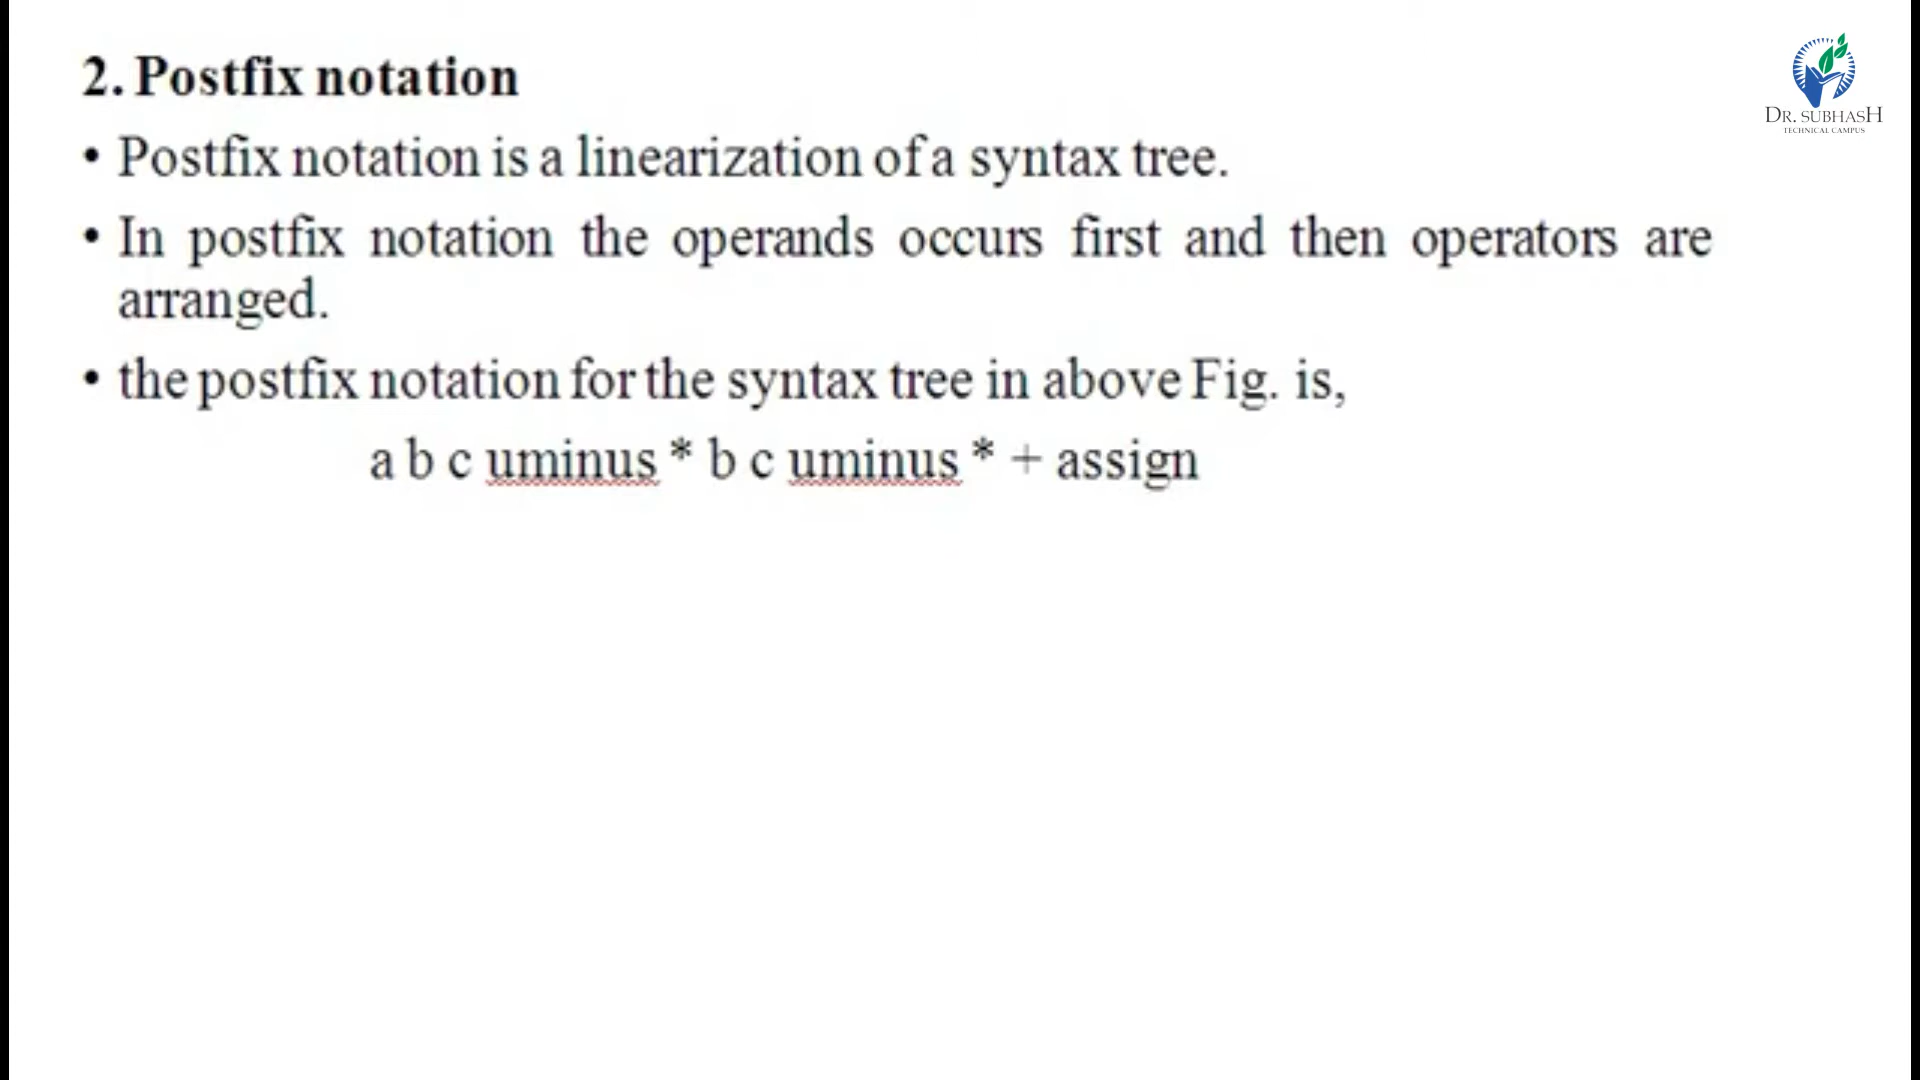 2. Postfix notation
• Postfix notation is a linearization of a syntax tree.
• In postfix notation the operands occurs first and then operators are
arranged.
• the postfix notation for the syntax tree in above Fig. is,
a b c uminus * b c uminus * + assign
DR. SUBHASH
TECHNICAL CAMPUS